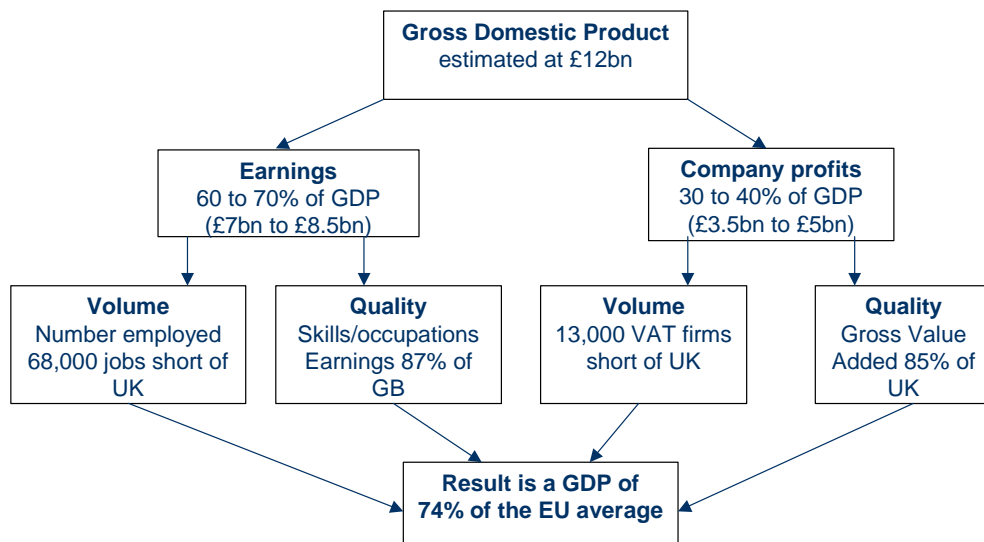 Gross Domestic Product
estimated at £12bn
Earnings
60 to 70% of GDP
(£7bn to £8.5bn)
Company profits
30 to 40% of GDP
(£3.5bn to £5bn)
Volume
Number employed
68,000 jobs short of
UK
Quality
Skills/occupations
Earnings 87% of
GB
Volume
13,000 VAT firms
short of UK
Quality
Gross Value
Added 85% of
UK
Result is a GDP of
74% of the EU average